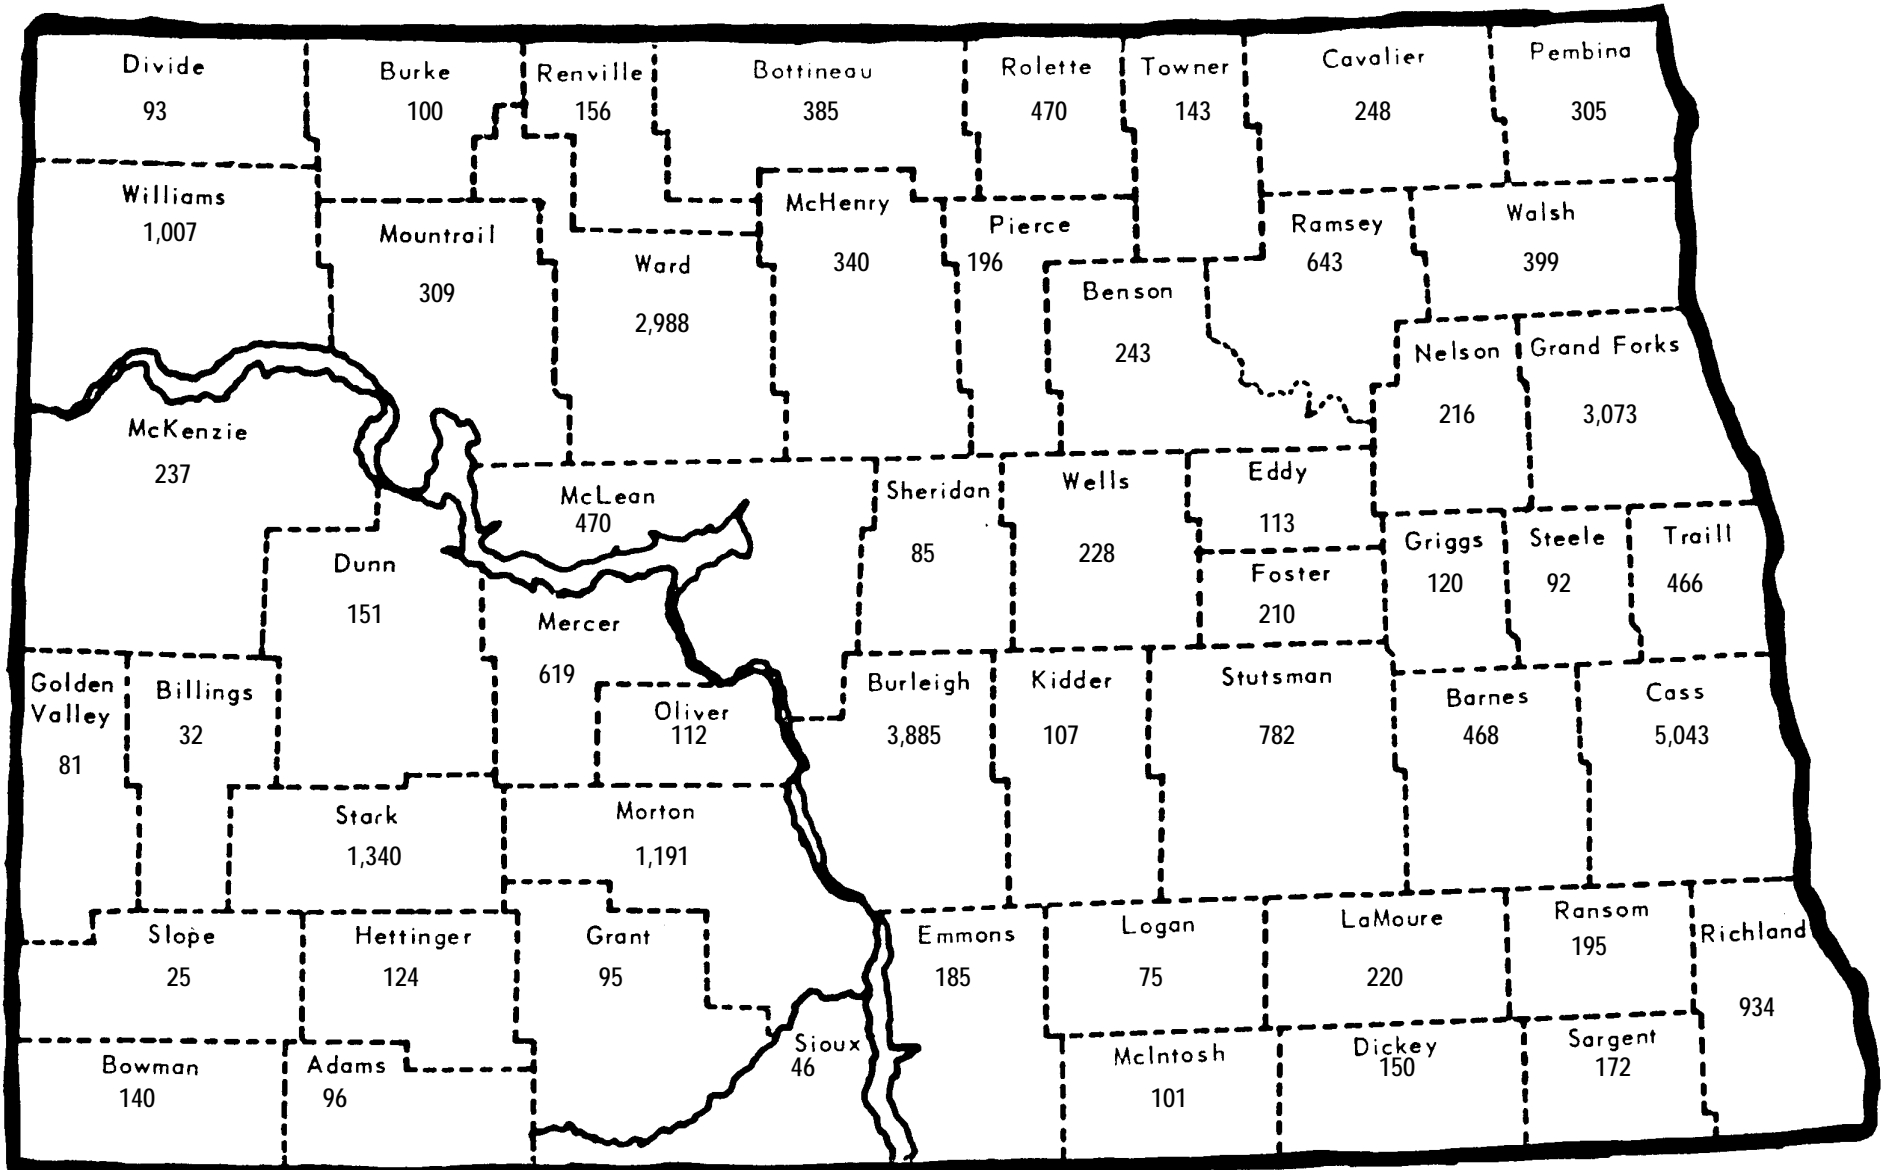 Divide
93
Burke
100
Renville
156
Bottineau
385
Rolette
470
Towner
143
Cavalier
248
Pembina
305
Williams
1,007
Mountrail
309
Ward
2,988
McHenry
340
Pierce
196
Benson
243
Ramsey
643
Walsh
399
Nelson
216
Grand Forks
3,073
McKenzie
237
Dunn
151
McLean
470
Mercer
619
Oliver
112
Sheridan
85
Wells
228
Eddy
113
Foster
210
Griggs
120
Steele
92
Traill
466
Golden
Valley
81
Billings
32
Stark
1,340
Morton
1,191
Burleigh
3,885
Kidder
107
Stutsman
782
Barnes
468
Cass
5,043
Slope
25
Hettinger
124
Grant
95
Sioux
46
Emmons
185
Logan
75
LaMoure
220
Ransom
195
Richland
934
Bowman
140
Adams
96
McIntosh
101
Dickey
150
Sargent
172